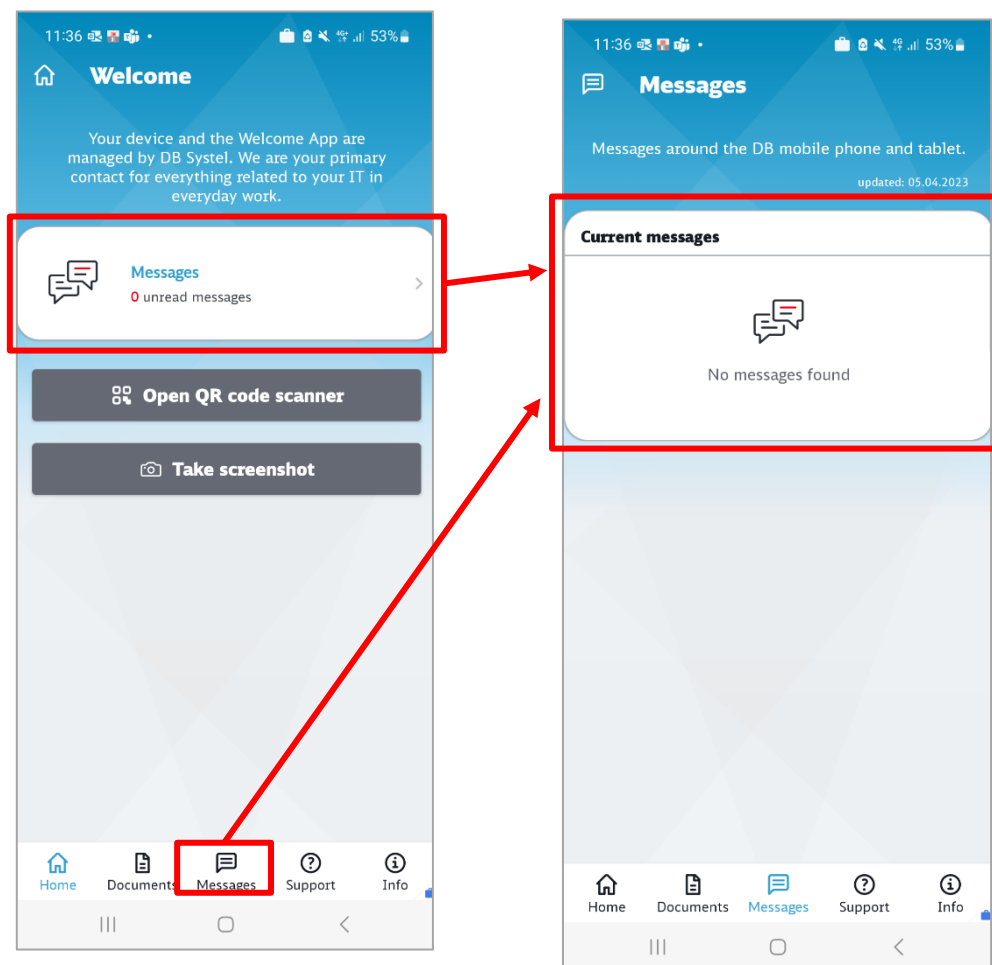 11:36
53%
Welcome
Your device and the Welcome App are
managed by DB Systel. We are your primary
contact for everything related to your IT in
everyday work.
Messages
0 unread messages
Open QR code scanner
Take screenshot
Home Documents Messages Support Info
11:36
53%
Messages
Messages around the DB mobile phone and tablet.
updated: 05.04.2023
Current messages
No messages found
Home Documents Messages Support Info